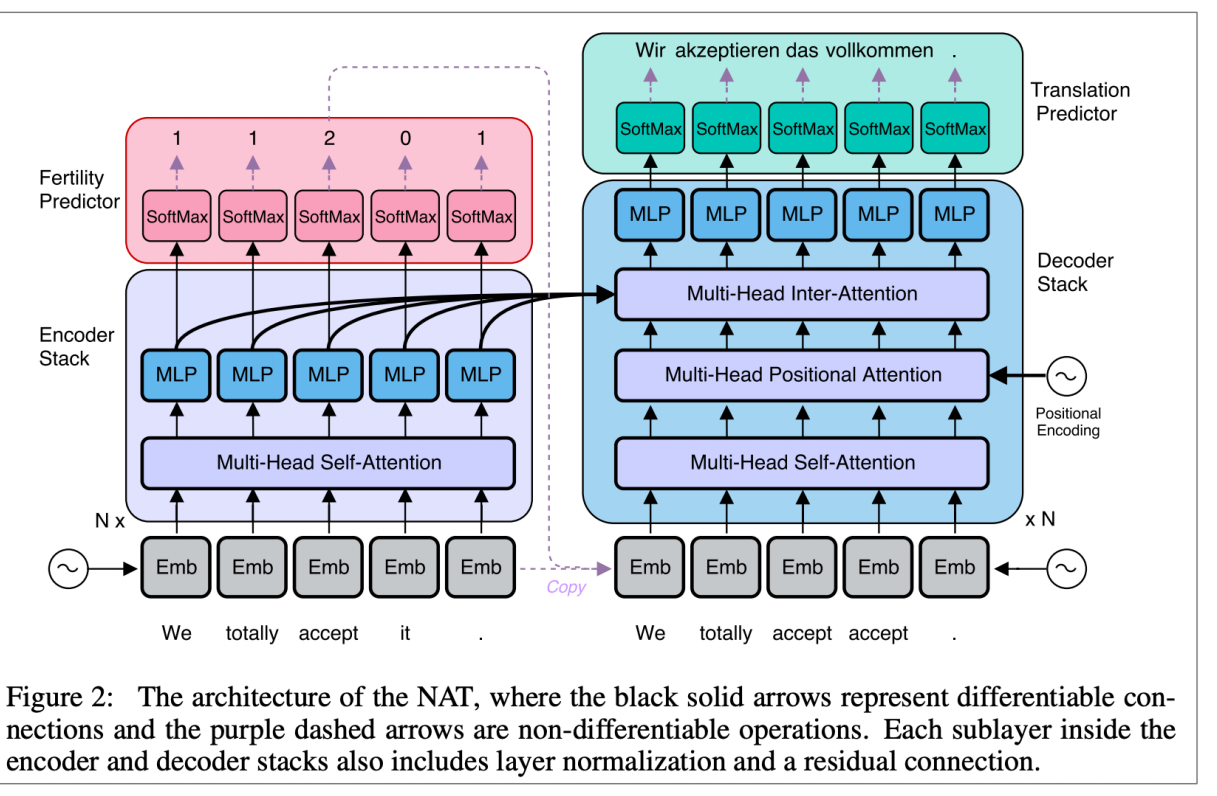 Wir akzeptieren das vollkommen .
Translation
Predictor
SoftMax SoftMax SoftMax SoftMax SoftMax
1 1 2 0 1
Fertility
Predictor
SoftMax SoftMax SoftMax SoftMax SoftMax
MLP MLP MLP MLP MLP
Decoder
Stack
Multi-Head Inter-Attention
Encoder
Stack
MLP MLP MLP MLP MLP
Multi-Head Positional Attention
Positional
Encoding
Multi-Head Self-Attention
Multi-Head Self-Attention
N x
x N
Emb Emb Emb Emb Emb
Copy
Emb Emb Emb Emb Emb
We totally accept it .
We totally accept accept .
Figure 2: The architecture of the NAT, where the black solid arrows represent differentiable con-
nections and the purple dashed arrows are non-differentiable operations. Each sublayer inside the
encoder and decoder stacks also includes layer normalization and a residual connection.